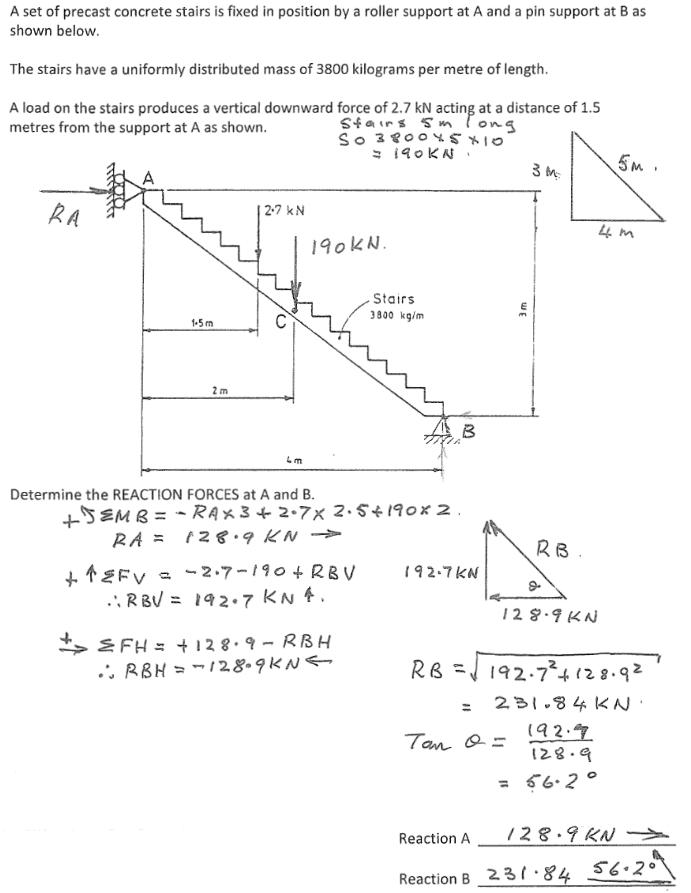 A set of precast concrete stairs is fixed in position by a roller support at A and a pin support at B as
shown below.
The stairs have a uniformly distributed mass of 3800 kilograms per metre of length.
A load on the stairs produces a vertical downward force of 2.7 kN acting at a distance of 1.5
metres from the support at A as shown.
Stairs 5m long
So 3800 x 5 x 10
= 190KN.
3 m
5m.
4 m
A
RA
2·7 kN
190KN.
Stairs
3800 kg/m
1·5m
C
3m
2m
B
4m
Determine the REACTION FORCES at A and B.
+↻ΣMB = - RA x 3 + 2·7 x 2·5 + 190 x 2.
RA = 128·9 KN →
+↑ΣFV = -2·7-190 + RBV
∴ RBV = 192·7 KN ↑.
+→ ΣFH = +128·9 - RBH
∴ RBH = -128·9KN ←
192·7KN
RB.
θ
128·9KN
RB = √192·7²+128·9²
= 231·84 KN.
Tan θ = 192·7
128·9
= 56·2°
Reaction A 128·9 KN →
Reaction B 231·84 56·2°